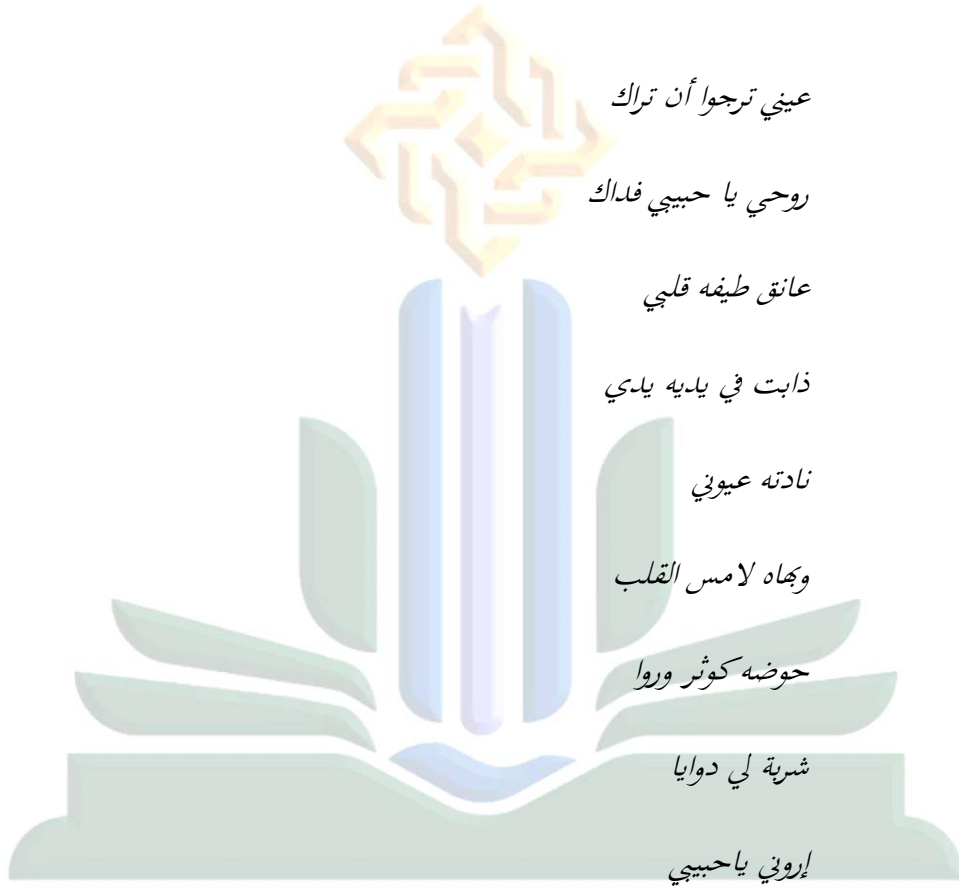 عيني ترجوا أن تراك
روحي يا حبيبي فداك
عانق طيفه قلبي
ذابت في يديه يدي
نادته عيوني
وبهاه لامس القلب
حوضه كوثر وروا
شربة لي دوايا
إروني ياحبيبي